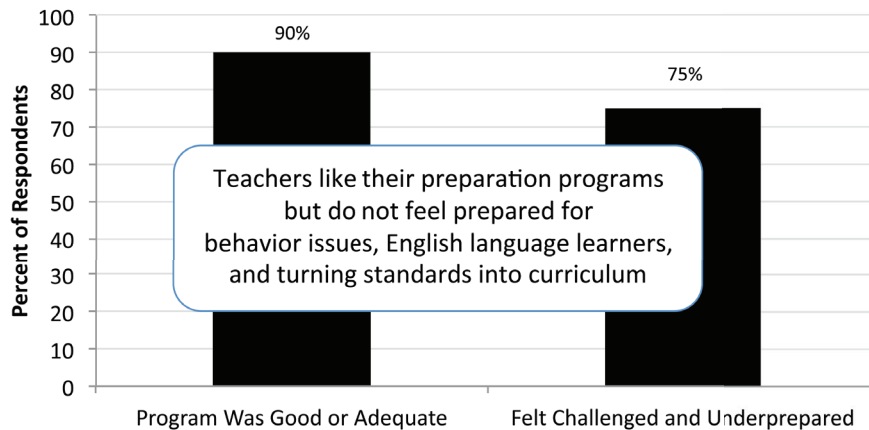 100
90
80
70
60
50
40
30
20
10
0
Percent of Respondents
90%
75%
Teachers like their preparation programs
but do not feel prepared for
behavior issues, English language learners,
and turning standards into curriculum
Program Was Good or Adequate
Felt Challenged and Underprepared